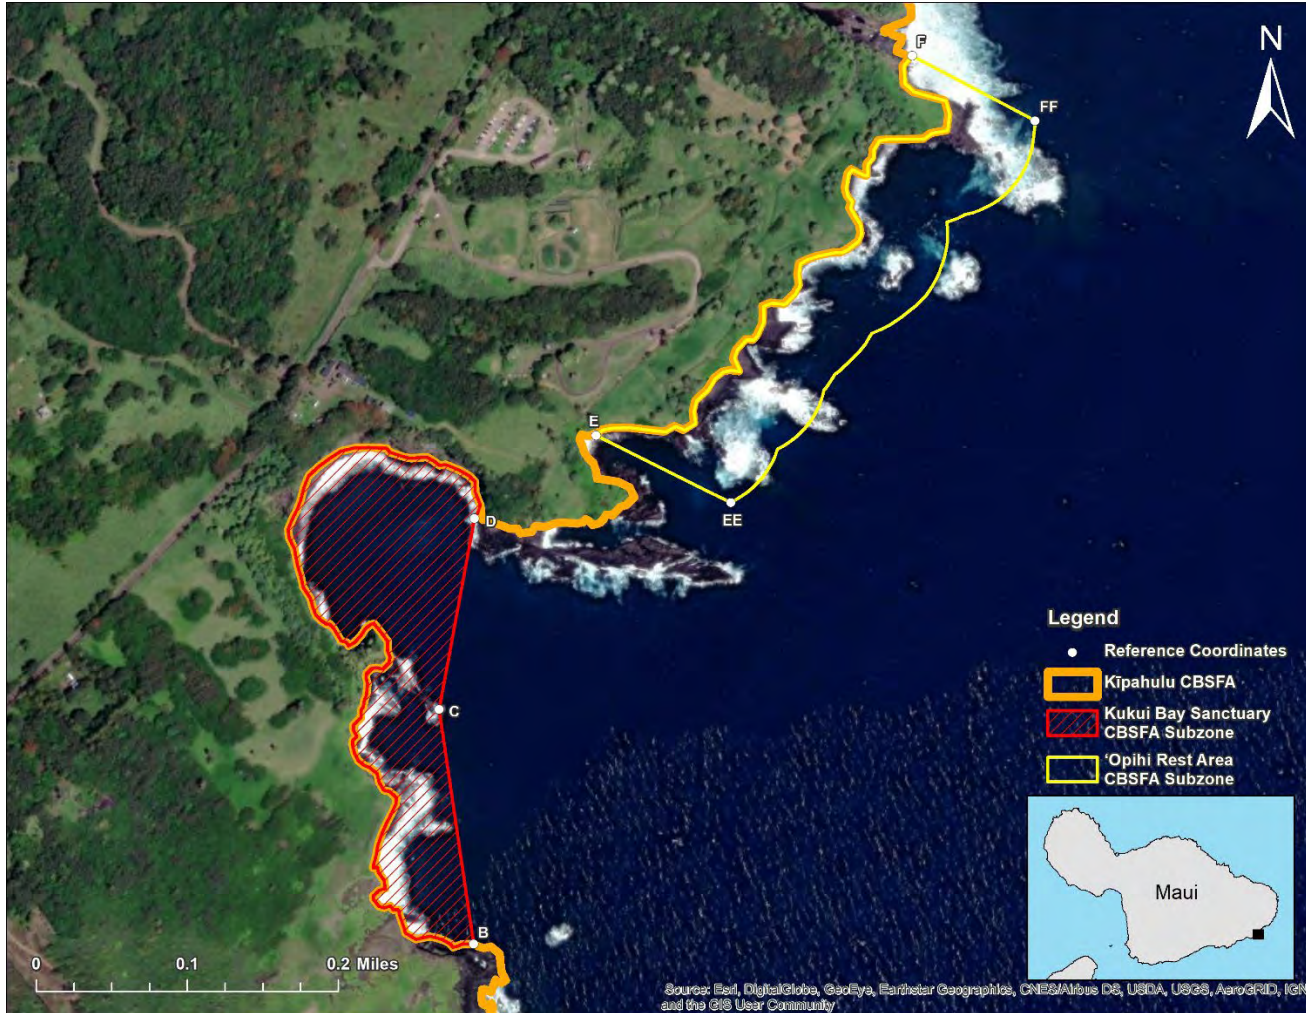 N
F
FF
E
EE
D
C
B
Legend
Reference Coordinates
Kīpahulu CBSFA
Kukui Bay Sanctuary
CBSFA Subzone
ʻOpihi Rest Area
CBSFA Subzone
Maui
0
0.1
0.2 Miles
Source: Esri, DigitalGlobe, GeoEye, Earthstar Geographics, CNES/Airbus DS, USDA, USGS, AeroGRID, IGN
and the GIS User Community